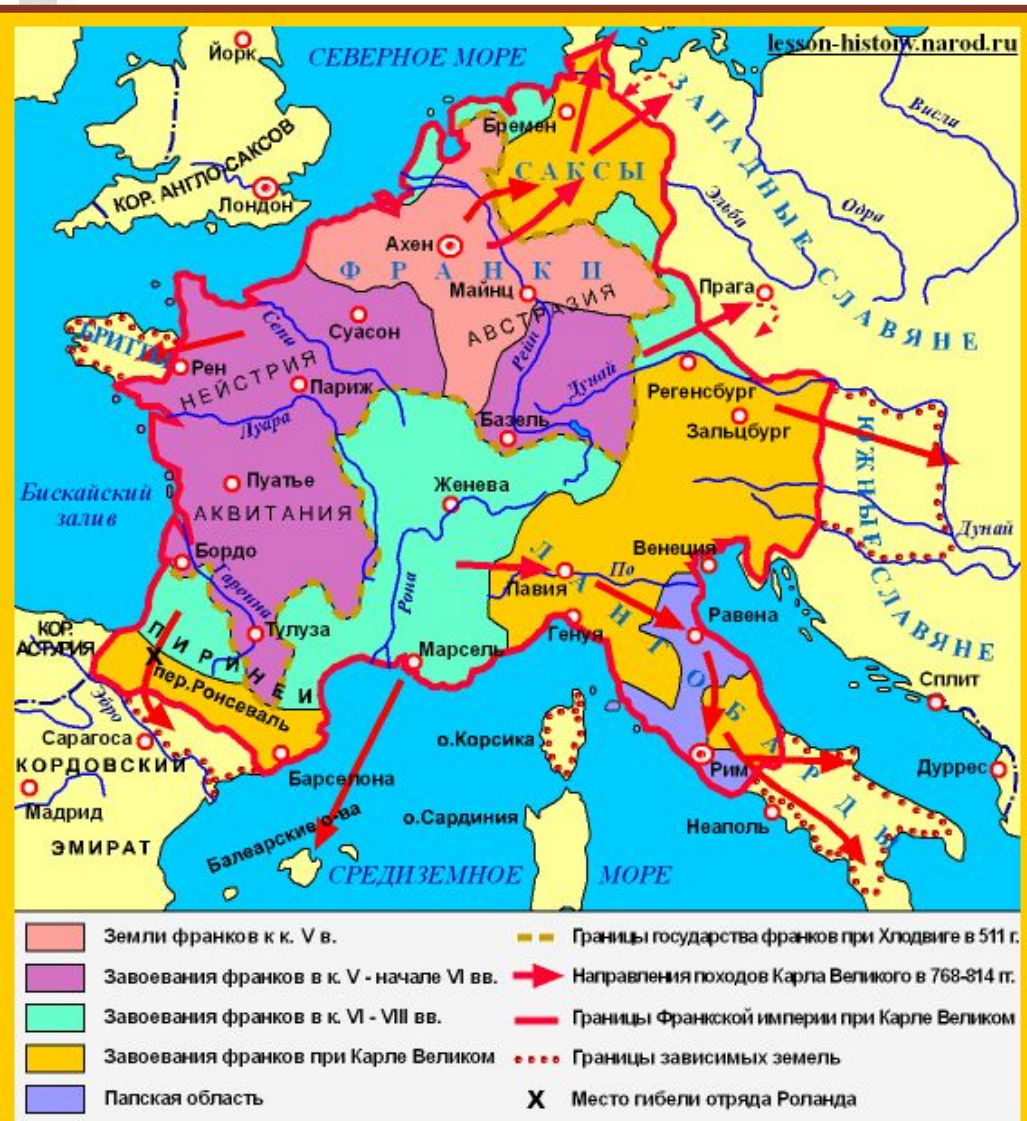 lesson-history.narod.ru
Йорк
СЕВЕРНОЕ МОРЕ
ЗАПАДНЫЕ СЛАВЯНЕ
Висли
Бремен
КОР. АНГЛО-САКСОВ
САКСЫ
Лондон
Эльба
Одра
Ахен
ФРАНКИ
Майнц
Прага
АВСТРАЗИЯ
Сена
Суасон
Рейн
БРИТТЫ
Рен
НЕЙСТРИЯ
Париж
Дунай
Регенсбург
Луара
Базель
Зальцбург
ЮЖНЫЕ СЛАВЯНЕ
Бискайский
залив
Пуатье
Женева
АКВИТАНИЯ
Дунай
Бордо
Венеция
ЛАНГОБАРДЫ
По
Гаронна
Рона
Павия
Равена
КОР.
АСТУРИЯ
ПИРИНЕИ
Тулуза
Марсель
Генуя
X
пер.Ронсеваль
Эбро
Сплит
Сарагоса
о.Корсика
КОРДОВСКИЙ
Барселона
Рим
Дуррес
Мадрид
о.Сардиния
Неаполь
ЭМИРАТ
Балеарские о-ва
СРЕДИЗЕМНОЕ МОРЕ
Земли франков к к. V в.
Завоевания франков в к. V - начале VI вв.
Завоевания франков в к. VI - VIII вв.
Завоевания франков при Карле Великом
Папская область
Границы государства франков при Хлодвиге в 511 г.
Направления походов Карла Великого в 768-814 гг.
Границы Франкской империи при Карле Великом
Границы зависимых земель
X Место гибели отряда Роланда